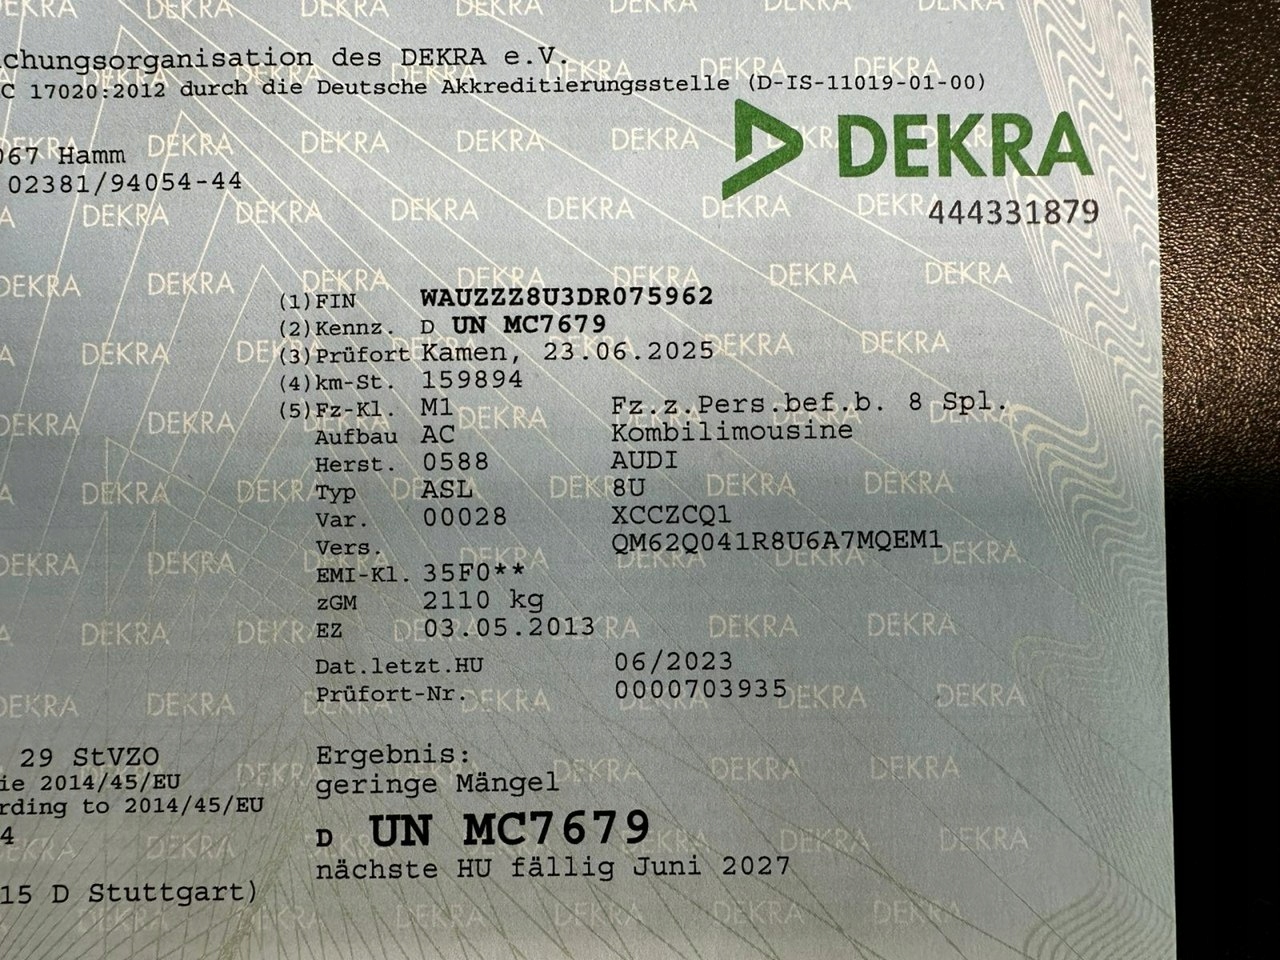 chungsorganisation des DEKRA e.V.
C 17020:2012 durch die Deutsche Akkreditierungsstelle (D-IS-11019-01-00)
DEKRA
067 Hamm
02381/94054-44
444331879
(1) FIN WAUZZZ8U3DR075962
(2) Kennz. D UN MC7679
(3) Prüfort Kamen, 23.06.2025
(4) km-St. 159894
(5) Fz-Kl. M1 Fz.z.Pers.bef.b. 8 Spl.
Aufbau AC Kombilimousine
Herst. 0588 AUDI
Typ ASL 8U
Var. 00028 XCCZCQ1
Vers. QM62Q041R8U6A7MQEM1
EMI-Kl. 35F0**
zGM 2110 kg
EZ 03.05.2013
Dat.letzt.HU 06/2023
Prüfort-Nr. 0000703935
29 StVZO
ie 2014/45/EU
rding to 2014/45/EU
4
15 D Stuttgart)
Ergebnis:
geringe Mängel
D UN MC7679
nächste HU fällig Juni 2027